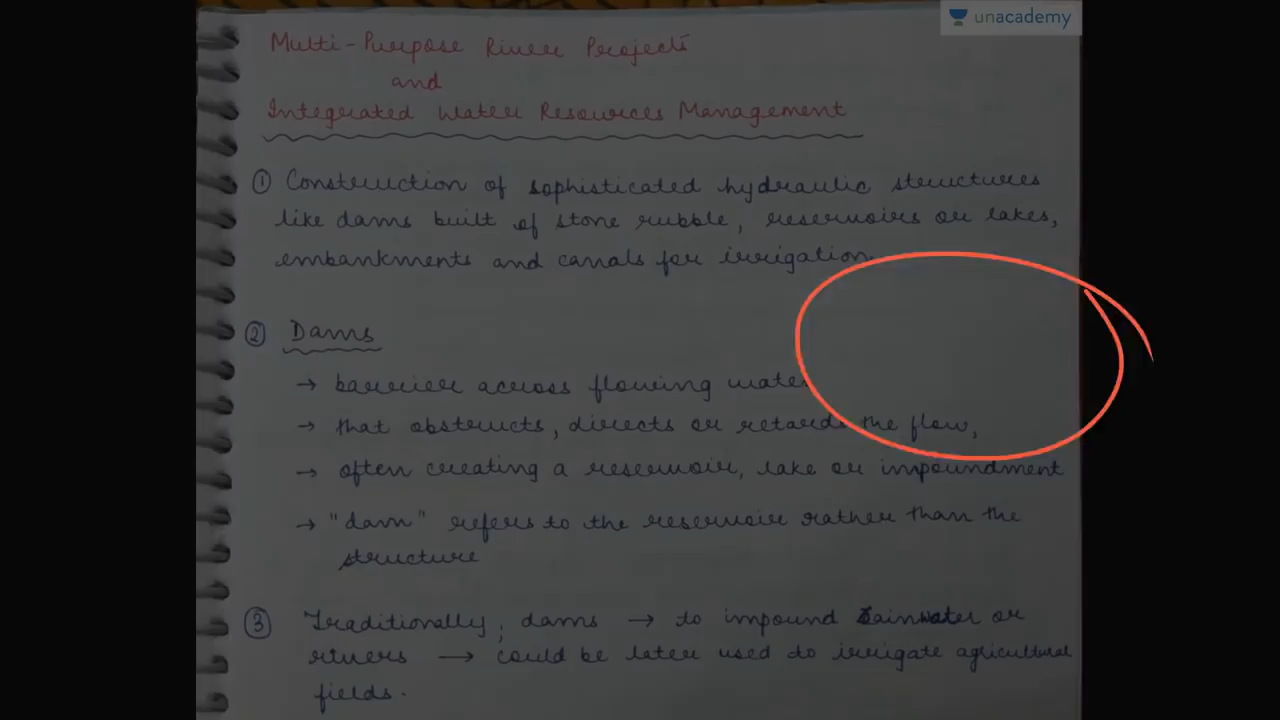 unacademy
Multi-Purpose River Projects
and
Integrated Water Resources Management
① Construction of sophisticated hydraulic structures
like dams built of stone rubble, reservoirs or lakes,
embankments and canals for irrigation.
② Dams
→ barrier across flowing water
→ that obstructs, directs or retards the flow,
→ often creating a reservoir, lake or impoundment
→ "dam" refers to the reservoir rather than the
structure
③ Traditionally, dams → to impound rainwater or
rivers → could be later used to irrigate agricultural
fields.